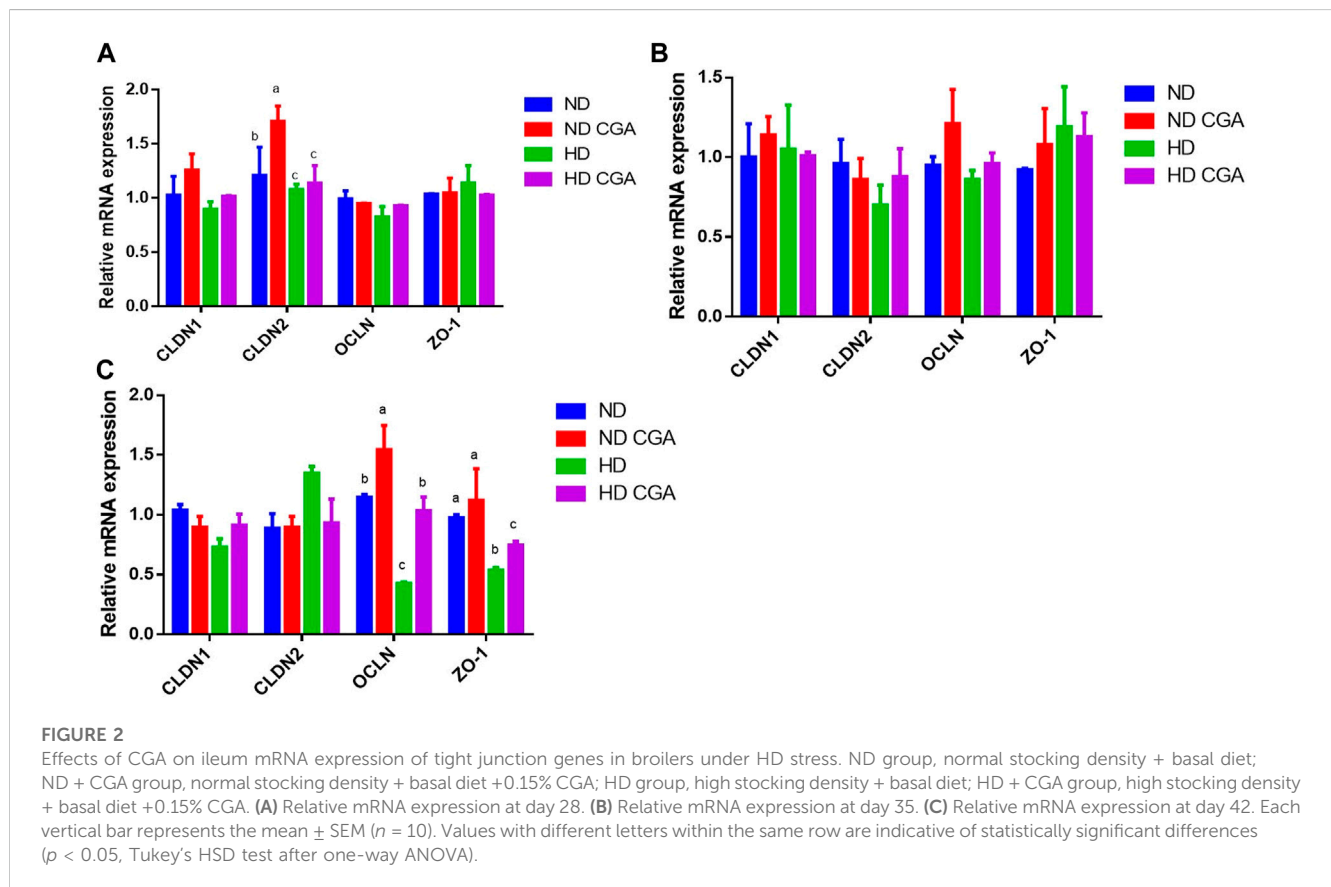 A
Relative mRNA expression
2.0
1.5
1.0
0.5
0.0
b
a
c
c
CLDN1
CLDN2
OCLN
ZO-1
ND
ND CGA
HD
HD CGA
B
Relative mRNA expression
1.5
1.0
0.5
0.0
CLDN1
CLDN2
OCLN
ZO-1
ND
ND CGA
HD
HD CGA
C
Relative mRNA expression
2.0
1.5
1.0
0.5
0.0
b
a
c
b
a
a
b
c
CLDN1
CLDN2
OCLN
ZO-1
ND
ND CGA
HD
HD CGA
FIGURE 2
Effects of CGA on ileum mRNA expression of tight junction genes in broilers under HD stress. ND group, normal stocking density + basal diet;
ND + CGA group, normal stocking density + basal diet +0.15% CGA; HD group, high stocking density + basal diet; HD + CGA group, high stocking density
+ basal diet +0.15% CGA. (A) Relative mRNA expression at day 28. (B) Relative mRNA expression at day 35. (C) Relative mRNA expression at day 42. Each
vertical bar represents the mean ± SEM (n = 10). Values with different letters within the same row are indicative of statistically significant differences
(p < 0.05, Tukey's HSD test after one-way ANOVA).